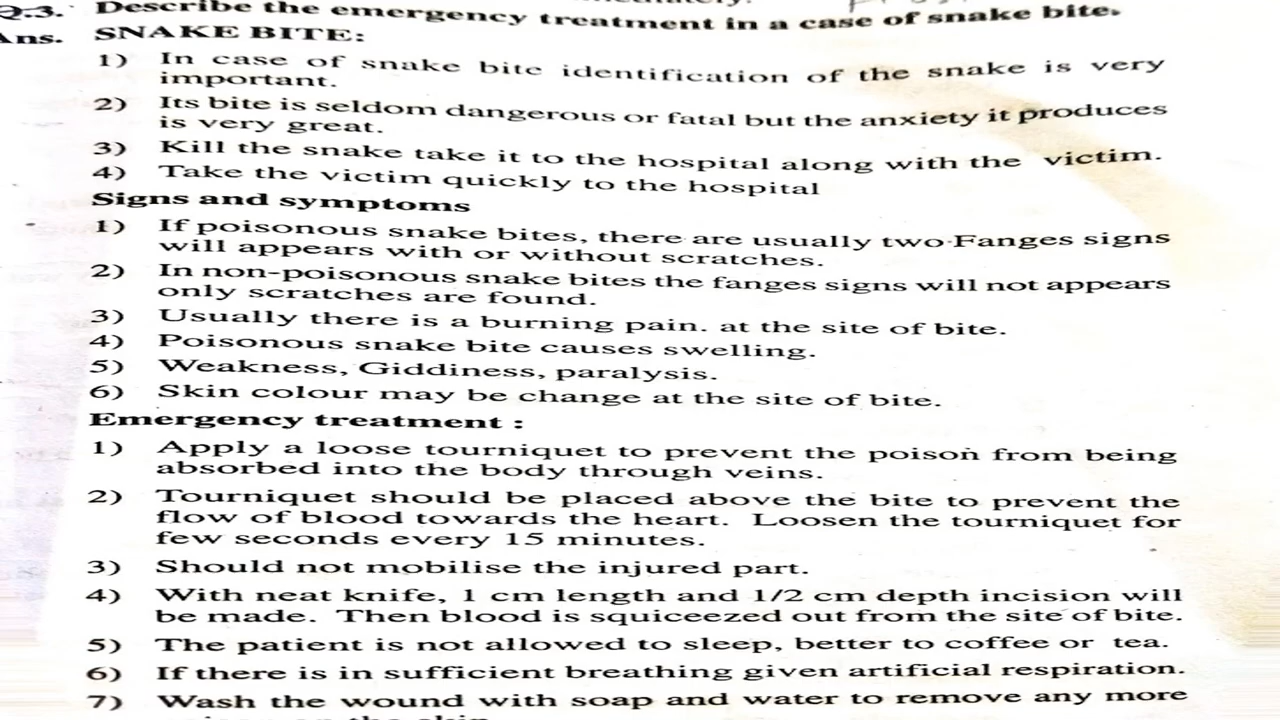 Q.3. Describe the emergency treatment in a case of snake bite.
Ans. SNAKE BITE:
1) In case of snake bite identification of the snake is very
important.
2) Its bite is seldom dangerous or fatal but the anxiety it produces
is very great.
3) Kill the snake take it to the hospital along with the victim.
4) Take the victim quickly to the hospital
Signs and symptoms
1) If poisonous snake bites, there are usually two Fanges signs
will appears with or without scratches.
2) In non-poisonous snake bites the fanges signs will not appears
only scratches are found.
3) Usually there is a burning pain. at the site of bite.
4) Poisonous snake bite causes swelling.
5) Weakness, Giddiness, paralysis.
6) Skin colour may be change at the site of bite.
Emergency treatment :
1) Apply a loose tourniquet to prevent the poison from being
absorbed into the body through veins.
2) Tourniquet should be placed above the bite to prevent the
flow of blood towards the heart. Loosen the tourniquet for
few seconds every 15 minutes.
3) Should not mobilise the injured part.
4) With neat knife, 1 cm length and 1/2 cm depth incision will
be made. Then blood is squiceezed out from the site of bite.
5) The patient is not allowed to sleep, better to coffee or tea.
6) If there is in sufficient breathing given artificial respiration.
7) Wash the wound with soap and water to remove any more